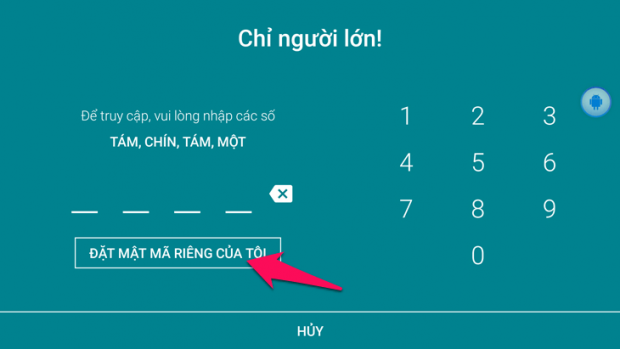 Chỉ người lớn!
Để truy cập, vui lòng nhập các số
TÁM, CHÍN, TÁM, MỘT
ĐẶT MẬT MÃ RIÊNG CỦA TÔI
1 2 3
4 5 6
7 8 9
0
HỦY